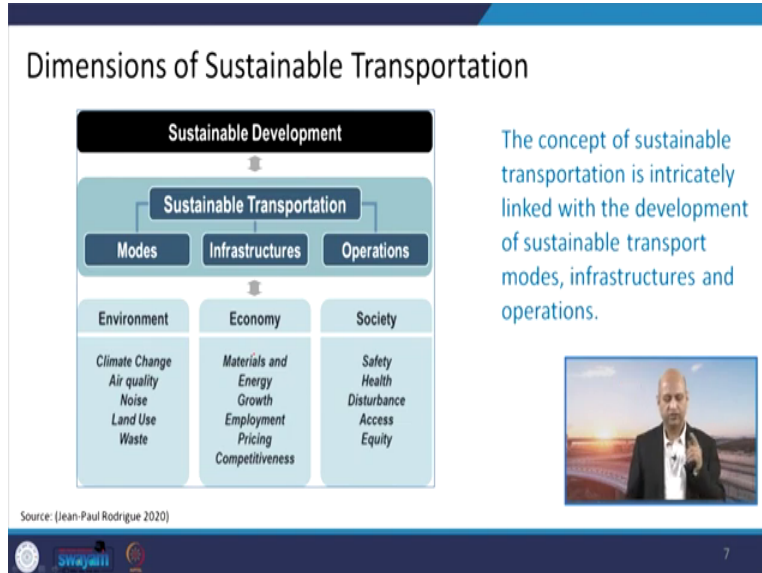 Dimensions of Sustainable Transportation
Sustainable Development
Sustainable Transportation
Modes
Infrastructures
Operations
Environment
Climate Change
Air quality
Noise
Land Use
Waste
Economy
Materials and
Energy
Growth
Employment
Pricing
Competitiveness
Society
Safety
Health
Disturbance
Access
Equity
The concept of sustainable
transportation is intricately
linked with the development
of sustainable transport
modes, infrastructures and
operations.
Source: (Jean-Paul Rodrigue 2020)
swayam
7